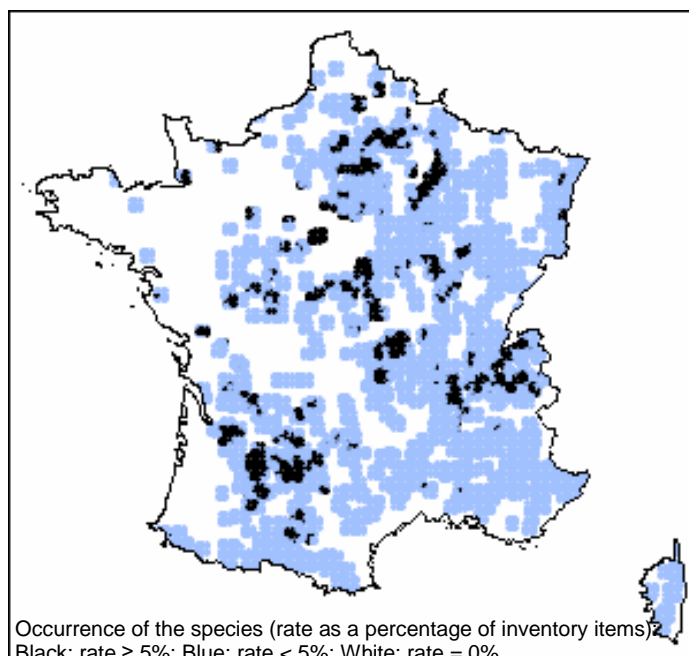 Occurrence of the species (rate as a percentage of inventory items):
Black: rate ≥ 5%; Blue: rate < 5%; White: rate = 0%